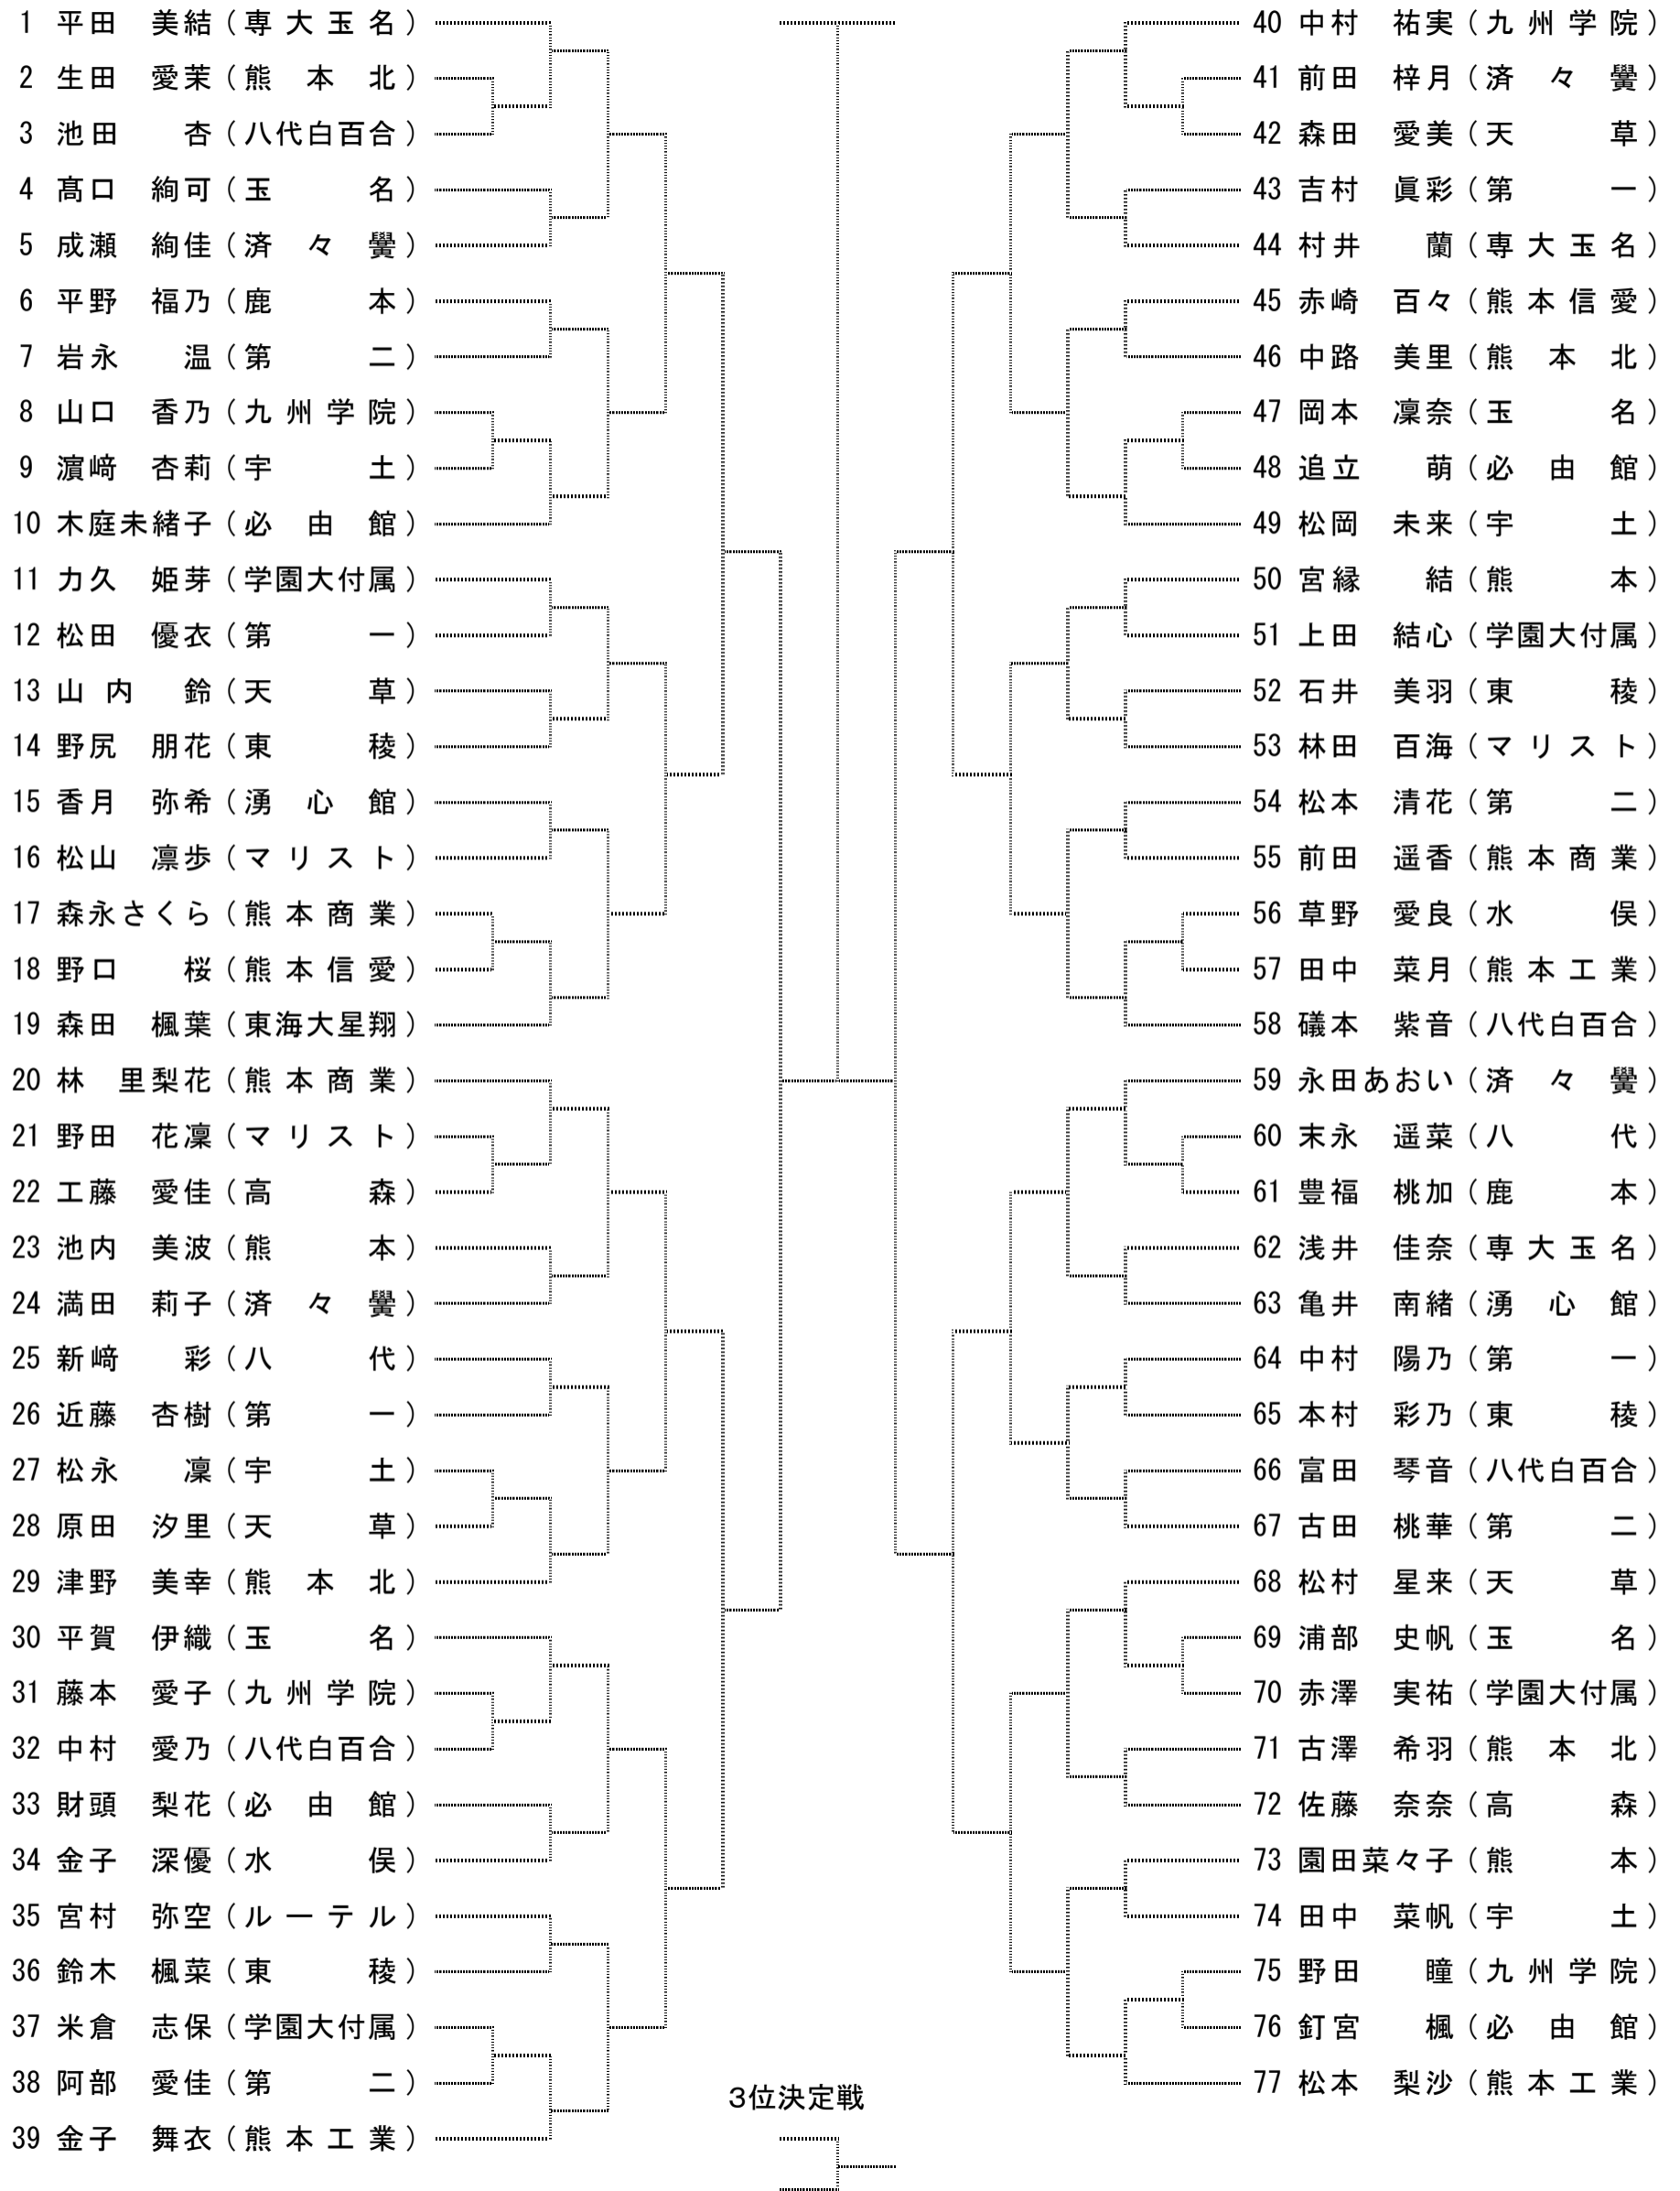 1 平田 美結（専大玉名）
2 生田 愛茉（熊本北）
3 池田 杏（八代白百合）
4 髙口 絢可（玉名）
5 成瀬 絢佳（済々黌）
6 平野 福乃（鹿本）
7 岩永 温（第二）
8 山口 香乃（九州学院）
9 濵﨑 杏莉（宇土）
10 木庭未緒子（必由館）
11 力久 姫芽（学園大付属）
12 松田 優衣（第一）
13 山内 鈴（天草）
14 野尻 朋花（東稜）
15 香月 弥希（湧心館）
16 松山 凛歩（マリスト）
17 森永さくら（熊本商業）
18 野口 桜（熊本信愛）
19 森田 楓葉（東海大星翔）
20 林 里梨花（熊本商業）
21 野田 花凜（マリスト）
22 工藤 愛佳（高森）
23 池内 美波（熊本）
24 満田 莉子（済々黌）
25 新﨑 彩（八代）
26 近藤 杏樹（第一）
27 松永 凜（宇土）
28 原田 汐里（天草）
29 津野 美幸（熊本北）
30 平賀 伊織（玉名）
31 藤本 愛子（九州学院）
32 中村 愛乃（八代白百合）
33 財頭 梨花（必由館）
34 金子 深優（水俣）
35 宮村 弥空（ルーテル）
36 鈴木 楓菜（東稜）
37 米倉 志保（学園大付属）
38 阿部 愛佳（第二）
39 金子 舞衣（熊本工業）
3位決定戦
40 中村 祐実（九州学院）
41 前田 梓月（済々黌）
42 森田 愛美（天草）
43 吉村 眞彩（第一）
44 村井 蘭（専大玉名）
45 赤崎 百々（熊本信愛）
46 中路 美里（熊本北）
47 岡本 凜奈（玉名）
48 追立 萌（必由館）
49 松岡 未来（宇土）
50 宮縁 結（熊本）
51 上田 結心（学園大付属）
52 石井 美羽（東稜）
53 林田 百海（マリスト）
54 松本 清花（第二）
55 前田 遥香（熊本商業）
56 草野 愛良（水俣）
57 田中 菜月（熊本工業）
58 礒本 紫音（八代白百合）
59 永田あおい（済々黌）
60 末永 遥菜（八代）
61 豊福 桃加（鹿本）
62 浅井 佳奈（専大玉名）
63 亀井 南緒（湧心館）
64 中村 陽乃（第一）
65 本村 彩乃（東稜）
66 富田 琴音（八代白百合）
67 古田 桃華（第二）
68 松村 星来（天草）
69 浦部 史帆（玉名）
70 赤澤 実祐（学園大付属）
71 古澤 希羽（熊本北）
72 佐藤 奈奈（高森）
73 園田菜々子（熊本）
74 田中 菜帆（宇土）
75 野田 瞳（九州学院）
76 釘宮 楓（必由館）
77 松本 梨沙（熊本工業）